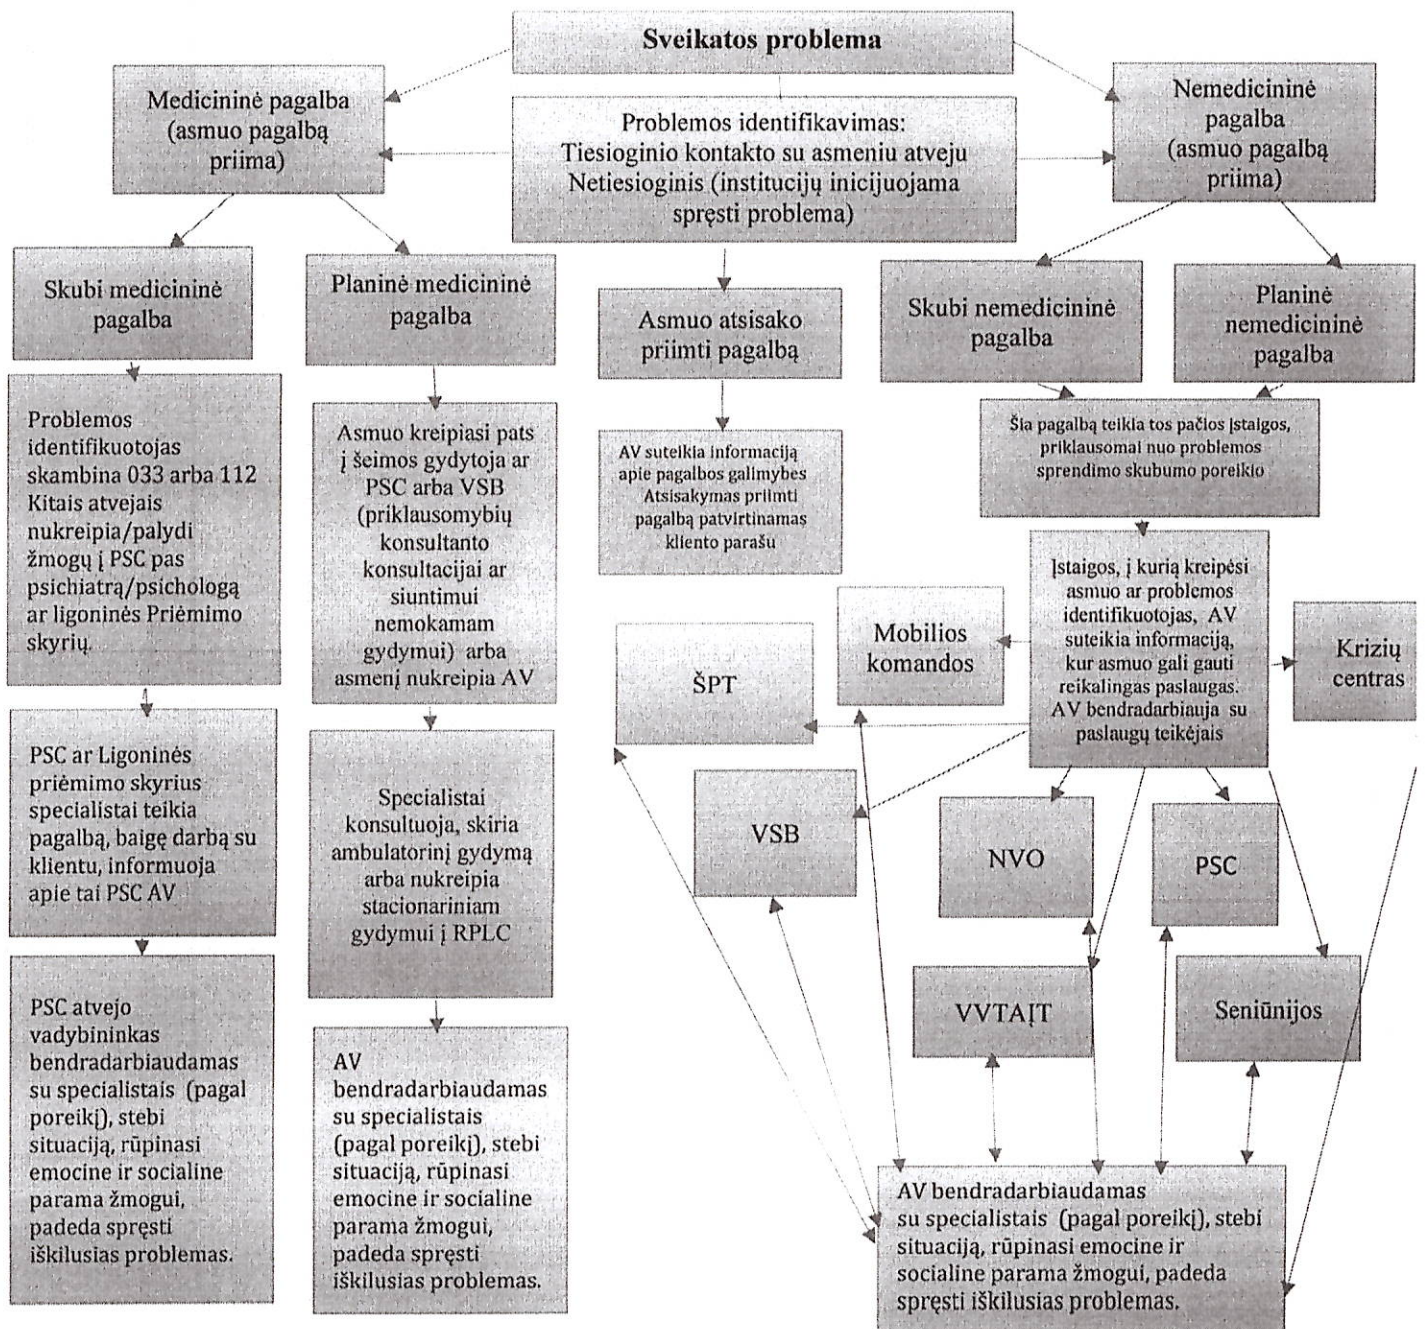 Sveikatos problema
Medicininė pagalba
(asmuo pagalbą
priima)
Problemos identifikavimas:
Tiesioginio kontakto su asmeniu atveju
Netiesioginis (institucijų inicijuojama
spręsti problema)
Nemedicininė
pagalba
(asmuo pagalbą
priima)
Skubi medicininė
pagalba
Planinė medicininė
pagalba
Asmuo atsisako
priimti pagalbą
Skubi nemedicininė
pagalba
Planinė
nemedicininė
pagalba
Problemos
identifikuotojas
skambina 033 arba 112
Kitais atvejais
nukreipia/palydi
žmogų į PSC pas
psichiatrą/psichologą
ar ligoninės Priėmimo
skyrių.
Asmuo kreipiasi pats
į šeimos gydytoja ar
PSC arba VSB
(priklausomybių
konsultanto
konsultacijai ar
siuntimui
nemokamam
gydymui) arba
asmenį nukreipia AV
AV suteikia informaciją
apie pagalbos galimybes
Atsisakymas priimti
pagalbą patvirtinamas
kliento parašu
Šia pagalbą teikia tos pačios įstaigos,
priklausomai nuo problemos
sprendimo skubumo poreikio
Įstaigos, į kurią kreipėsi
asmuo ar problemos
identifikuotojas, AV
suteikia informaciją,
kur asmuo gali gauti
reikalingas paslaugas.
AV bendradarbiauja su
paslaugų teikėjais
ŠPT
Mobilios
komandos
Krizių
centras
PSC ar Ligoninės
priėmimo skyrius
specialistai teikia
pagalbą, baigę darbą su
klientu, informuoja
apie tai PSC AV
Specialistai
konsultuoja, skiria
ambulatorinį gydymą
arba nukreipia
stacionariniam
gydymui į RPLC
VSB
NVO
PSC
VVTAĮT
Seniūnijos
PSC atvejo
vadybininkas
bendradarbiaudamas
su specialistais (pagal
poreikį), stebi
situaciją, rūpinasi
emocine ir socialine
parama žmogui,
padeda spręsti
iškilusias problemas.
AV
bendradarbiaudamas
su specialistais
(pagal poreikį), stebi
situaciją, rūpinasi
emocine ir socialine
parama žmogui,
padeda spręsti
iškilusias problemas.
AV bendradarbiaudamas
su specialistais (pagal poreikį), stebi
situaciją, rūpinasi emocine ir
socialine parama žmogui, padeda
spręsti iškilusias problemas.